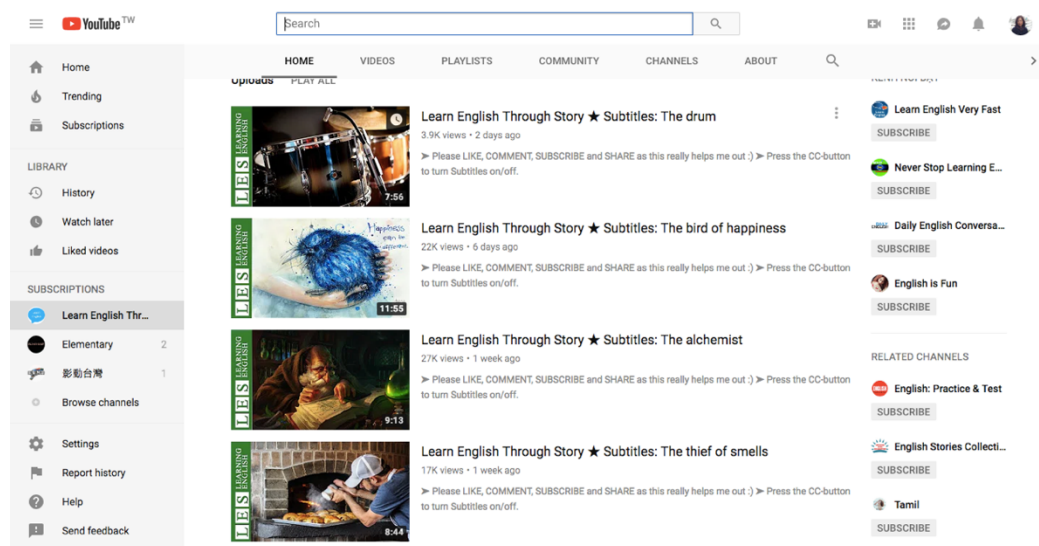 YouTube TW
Search
Home
Trending
Subscriptions
LIBRARY
History
Watch later
Liked videos
SUBSCRIPTIONS
Learn English Thr...
Elementary 2
影動台灣 1
Browse channels
Settings
Report history
Help
Send feedback
HOME VIDEOS PLAYLISTS COMMUNITY CHANNELS ABOUT
Uploads PLAY ALL
LES LEARNING ENGLISH
7:56
Learn English Through Story ★ Subtitles: The drum
3.9K views • 2 days ago
➤ Please LIKE, COMMENT, SUBSCRIBE and SHARE as this really helps me out :) ➤ Press the CC-button
to turn Subtitles on/off.
LES LEARNING ENGLISH
Happiness
11:55
Learn English Through Story ★ Subtitles: The bird of happiness
22K views • 6 days ago
➤ Please LIKE, COMMENT, SUBSCRIBE and SHARE as this really helps me out :) ➤ Press the CC-button
to turn Subtitles on/off.
LES LEARNING ENGLISH
9:13
Learn English Through Story ★ Subtitles: The alchemist
27K views • 1 week ago
➤ Please LIKE, COMMENT, SUBSCRIBE and SHARE as this really helps me out :) ➤ Press the CC-button
to turn Subtitles on/off.
LES LEARNING ENGLISH
8:44
Learn English Through Story ★ Subtitles: The thief of smells
17K views • 1 week ago
➤ Please LIKE, COMMENT, SUBSCRIBE and SHARE as this really helps me out :) ➤ Press the CC-button
to turn Subtitles on/off.
Learn English Very Fast
SUBSCRIBE
Never Stop Learning E...
SUBSCRIBE
Daily English Conversa...
SUBSCRIBE
English is Fun
SUBSCRIBE
RELATED CHANNELS
English: Practice & Test
SUBSCRIBE
English Stories Collecti...
SUBSCRIBE
Tamil
SUBSCRIBE